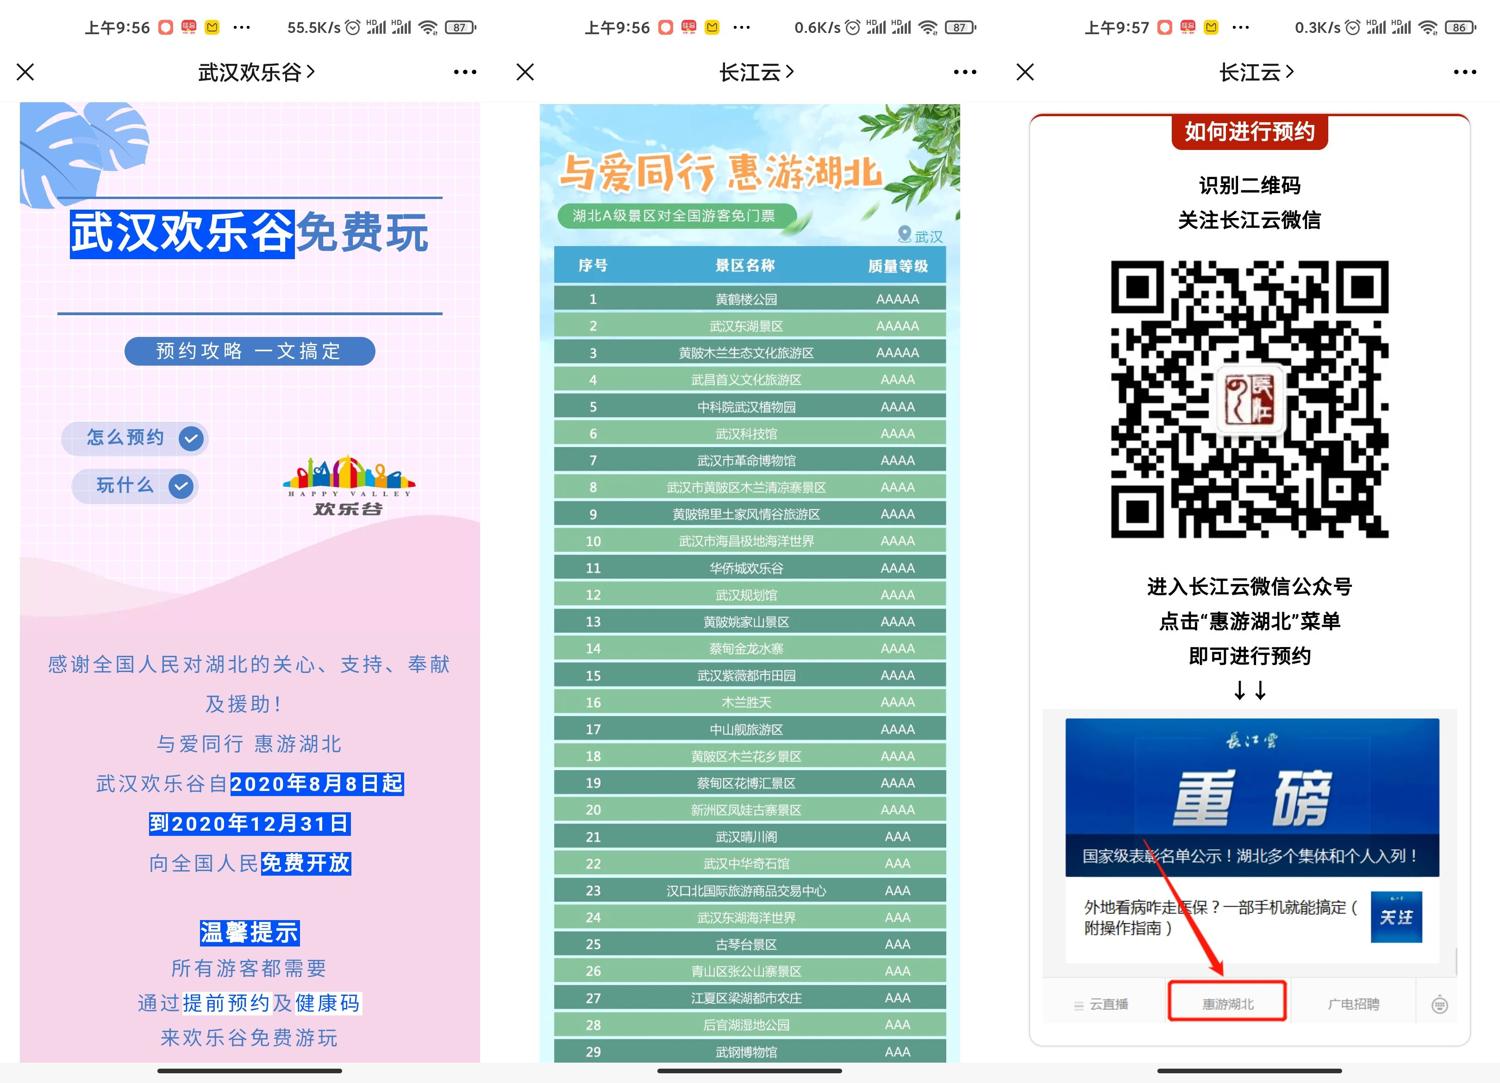 上午9:56
55.5K/s
87
武汉欢乐谷
武汉欢乐谷免费玩
预约攻略 一文搞定
怎么预约
玩什么
HAPPY VALLEY
欢乐谷
感谢全国人民对湖北的关心、支持、奉献
及援助！
与爱同行 惠游湖北
武汉欢乐谷自2020年8月8日起
到2020年12月31日
向全国人民免费开放
温馨提示
所有游客都需要
通过提前预约及健康码
来欢乐谷免费游玩
上午9:56
0.6K/s
87
长江云
与爱同行 惠游湖北
湖北A级景区对全国游客免门票
武汉
序号 景区名称 质量等级
1 黄鹤楼公园 AAAAA
2 武汉东湖景区 AAAAA
3 黄陂木兰生态文化旅游区 AAAAA
4 武昌首义文化旅游区 AAAA
5 中科院武汉植物园 AAAA
6 武汉科技馆 AAAA
7 武汉市革命博物馆 AAAA
8 武汉市黄陂区木兰清凉寨景区 AAAA
9 黄陂锦里土家风情谷旅游区 AAAA
10 武汉市海昌极地海洋世界 AAAA
11 华侨城欢乐谷 AAAA
12 武汉规划馆 AAAA
13 黄陂姚家山景区 AAAA
14 蔡甸金龙水寨 AAAA
15 武汉紫薇都市田园 AAAA
16 木兰胜天 AAAA
17 中山舰旅游区 AAAA
18 黄陂区木兰花乡景区 AAAA
19 蔡甸区花博汇景区 AAAA
20 新洲区凤娃古寨景区 AAAA
21 武汉晴川阁 AAA
22 武汉中华奇石馆 AAA
23 汉口北国际旅游商品交易中心 AAA
24 武汉东湖海洋世界 AAA
25 古琴台景区 AAA
26 青山区张公山寨景区 AAA
27 江夏区梁湖都市农庄 AAA
28 后官湖湿地公园 AAA
29 武钢博物馆 AAA
上午9:57
0.3K/s
86
长江云
如何进行预约
识别二维码
关注长江云微信
进入长江云微信公众号
点击“惠游湖北”菜单
即可进行预约
↓↓
長江雲
重磅
国家级表彰名单公示！湖北多个集体和个人入列！
外地看病咋走医保？一部手机就能搞定（
附操作指南）
关注
云直播
惠游湖北
广电招聘